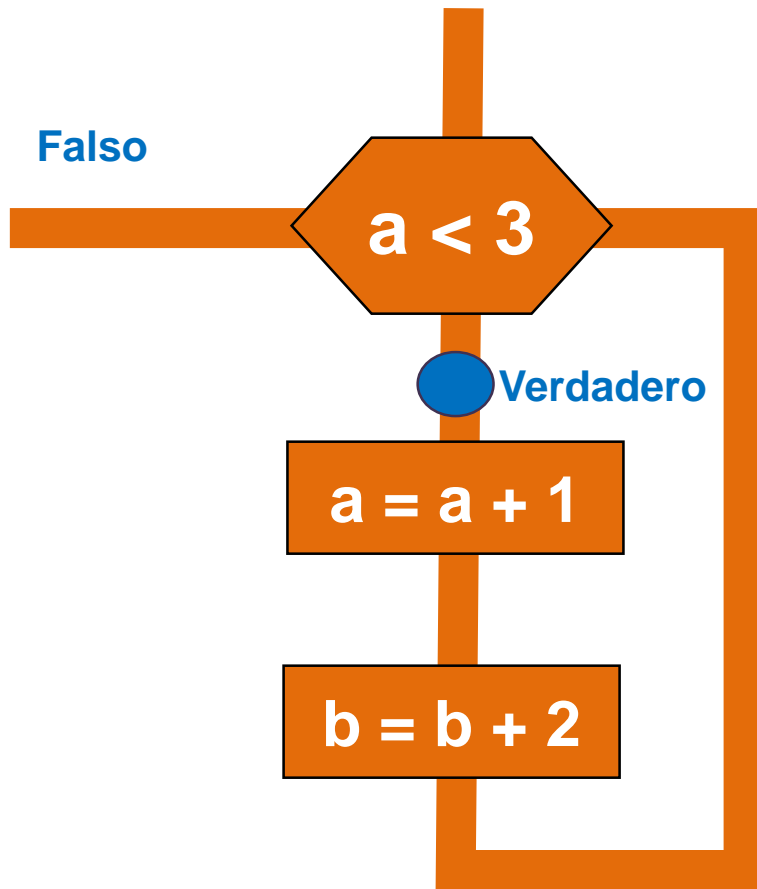 Falso
a < 3
Verdadero
a = a + 1
b = b + 2